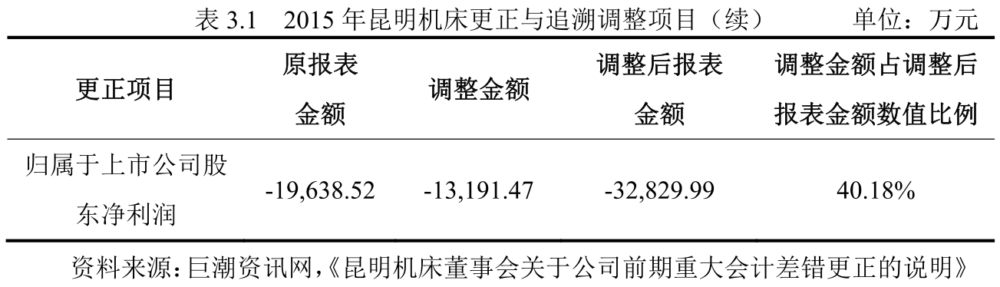 表 3.1 2015 年昆明机床更正与追溯调整项目（续） 单位：万元
更正项目 原报表金额 调整金额 调整后报表金额 调整金额占调整后报表金额数值比例
归属于上市公司股东净利润 -19,638.52 -13,191.47 -32,829.99 40.18%
资料来源：巨潮资讯网，《昆明机床董事会关于公司前期重大会计差错更正的说明》